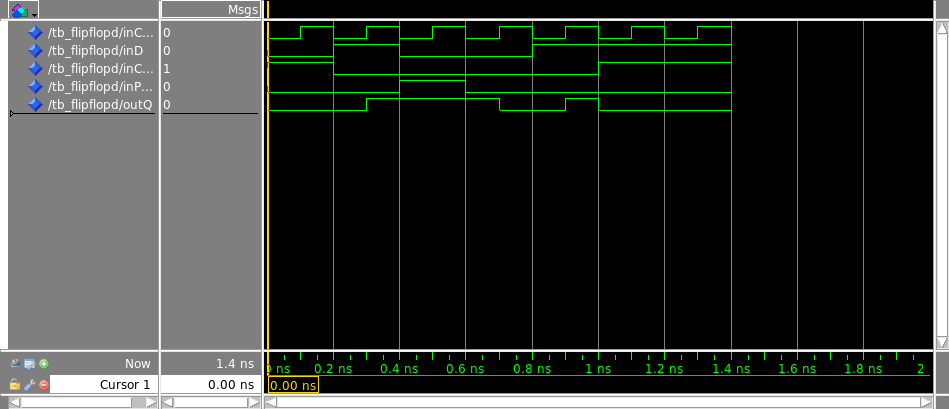 Msgs
/tb_flipflopd/inC... 0
/tb_flipflopd/inD 0
/tb_flipflopd/inC... 1
/tb_flipflopd/inP... 0
/tb_flipflopd/outQ 0
Now 1.4 ns ns 0.2 ns 0.4 ns 0.6 ns 0.8 ns 1 ns 1.2 ns 1.4 ns 1.6 ns 1.8 ns 2
Cursor 1 0.00 ns 0.00 ns